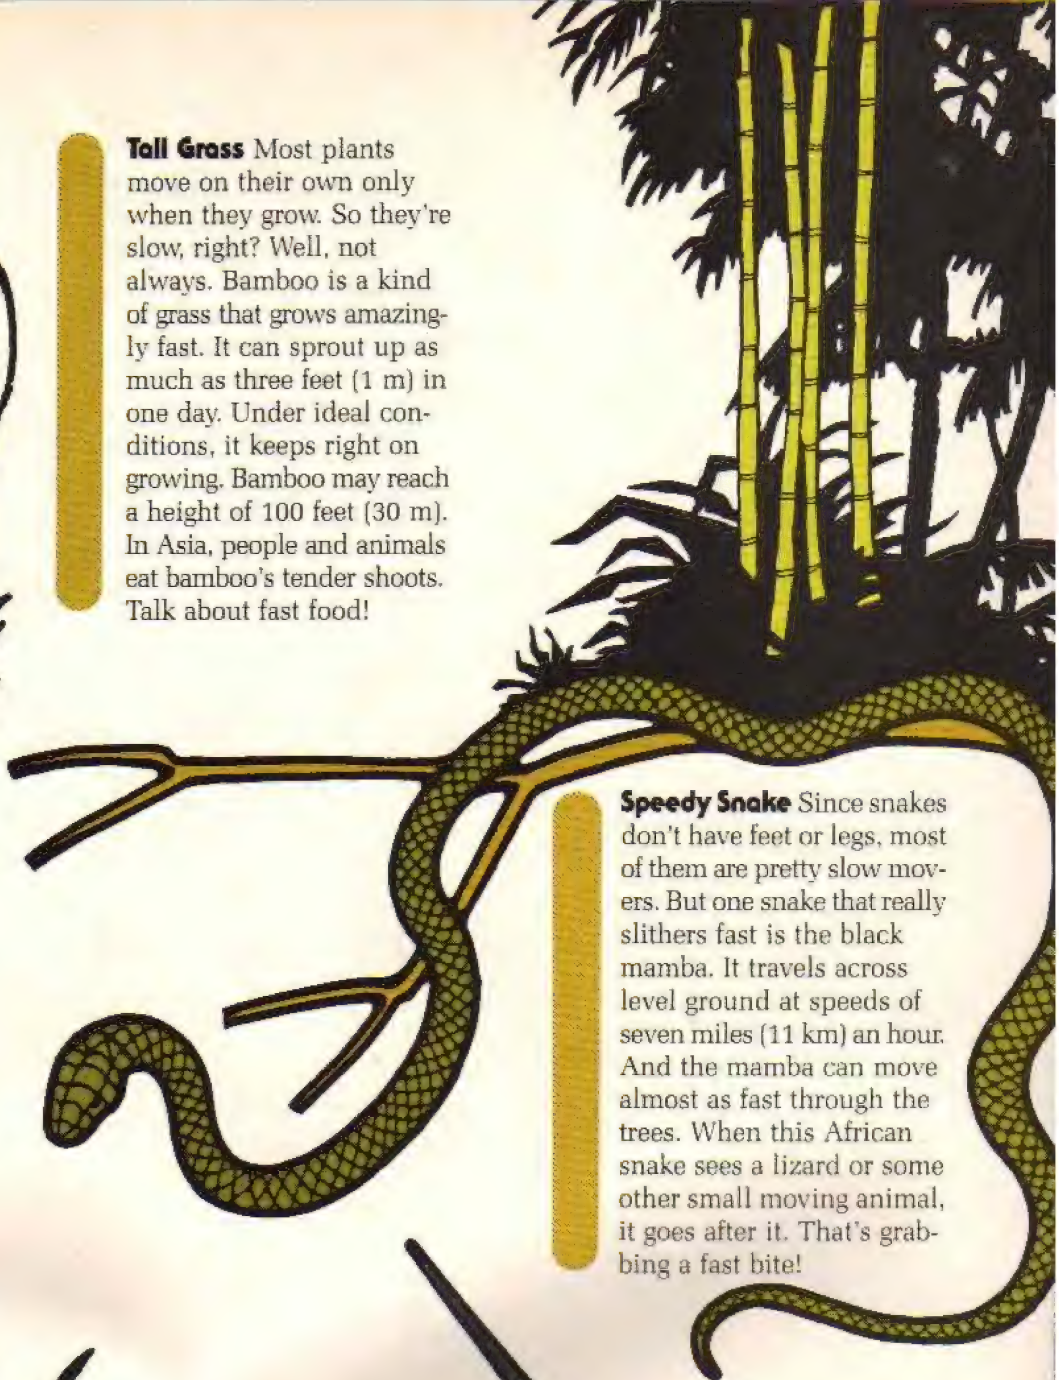 Tall Grass Most plants
move on their own only
when they grow. So they're
slow, right? Well, not
always. Bamboo is a kind
of grass that grows amazing-
ly fast. It can sprout up as
much as three feet (1 m) in
one day. Under ideal con-
ditions, it keeps right on
growing. Bamboo may reach
a height of 100 feet (30 m).
In Asia, people and animals
eat bamboo's tender shoots.
Talk about fast food!
Speedy Snake Since snakes
don't have feet or legs, most
of them are pretty slow mov-
ers. But one snake that really
slithers fast is the black
mamba. It travels across
level ground at speeds of
seven miles (11 km) an hour.
And the mamba can move
almost as fast through the
trees. When this African
snake sees a lizard or some
other small moving animal,
it goes after it. That's grab-
bing a fast bite!